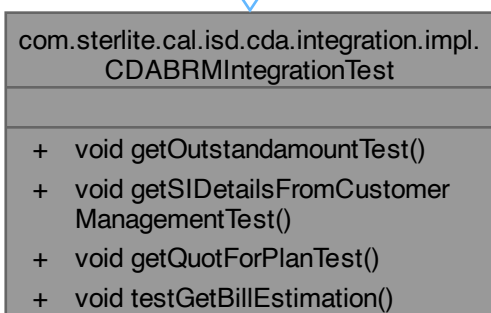 com.sterlite.cal.isd.cda.integration.impl.
CDABRMIntegrationTest
+ void getOutstandamountTest()
+ void getSIDetailsFromCustomer
ManagementTest()
+ void getQuotForPlanTest()
+ void testGetBillEstimation()